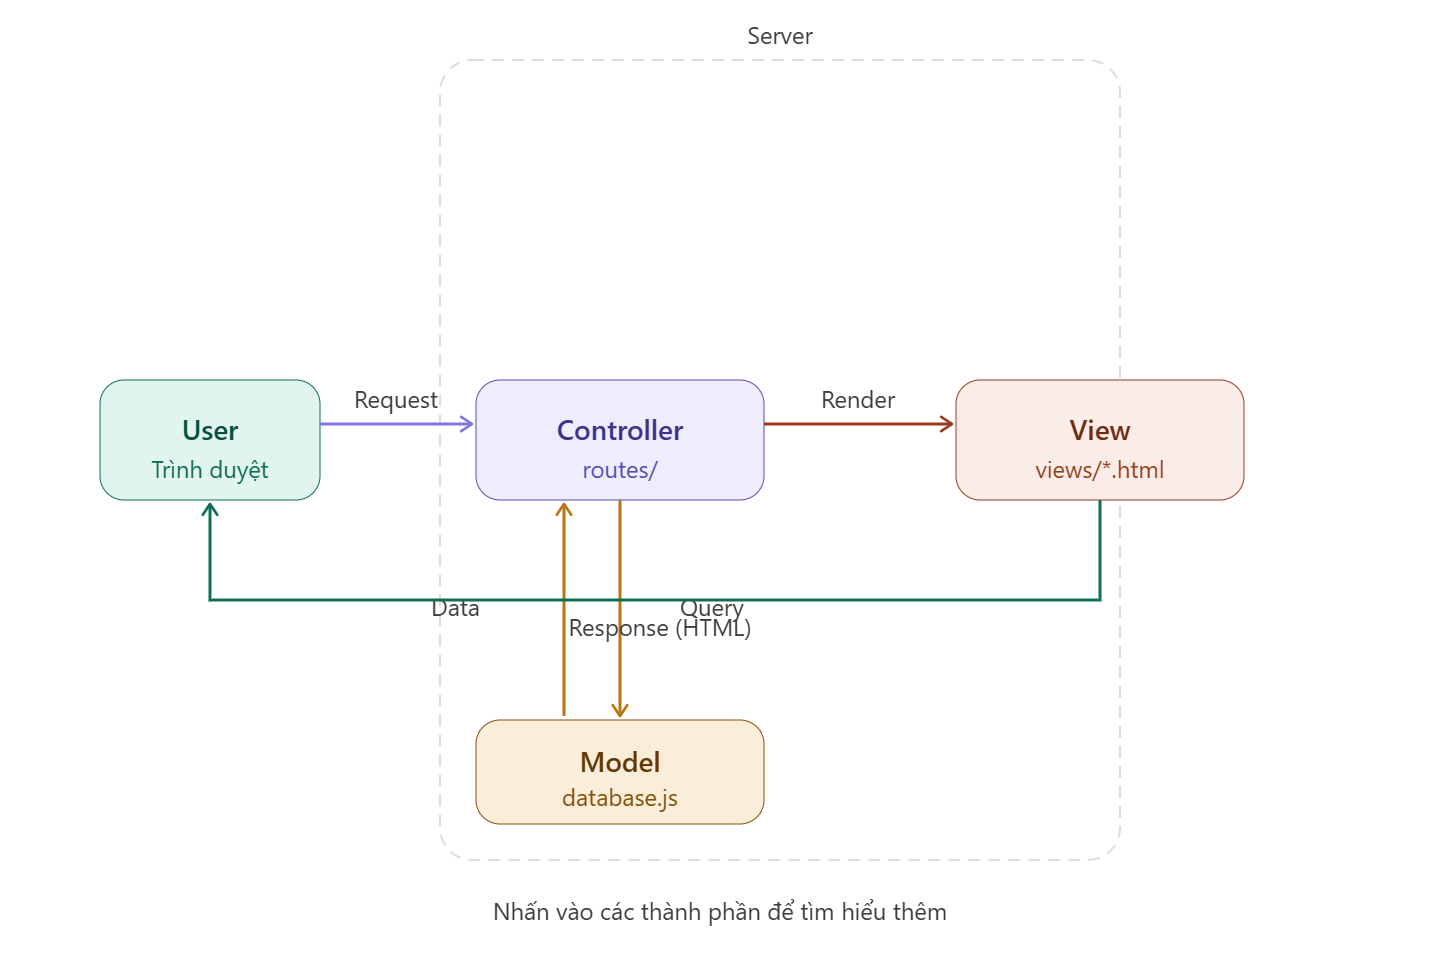 Server
Request
Render
User
Trình duyệt
Controller
routes/
View
views/*.html
Data
Query
Response (HTML)
Model
database.js
Nhấn vào các thành phần để tìm hiểu thêm